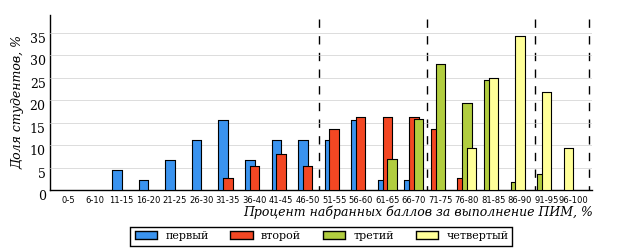 Доля студентов, %
35
30
25
20
15
10
5
0
0-5 6-10 11-15 16-20 21-25 26-30 31-35 36-40 41-45 46-50 51-55 56-60 61-65 66-70 71-75 76-80 81-85 86-90 91-95 96-100
Процент набранных баллов за выполнение ПИМ, %
первый второй третий четвертый